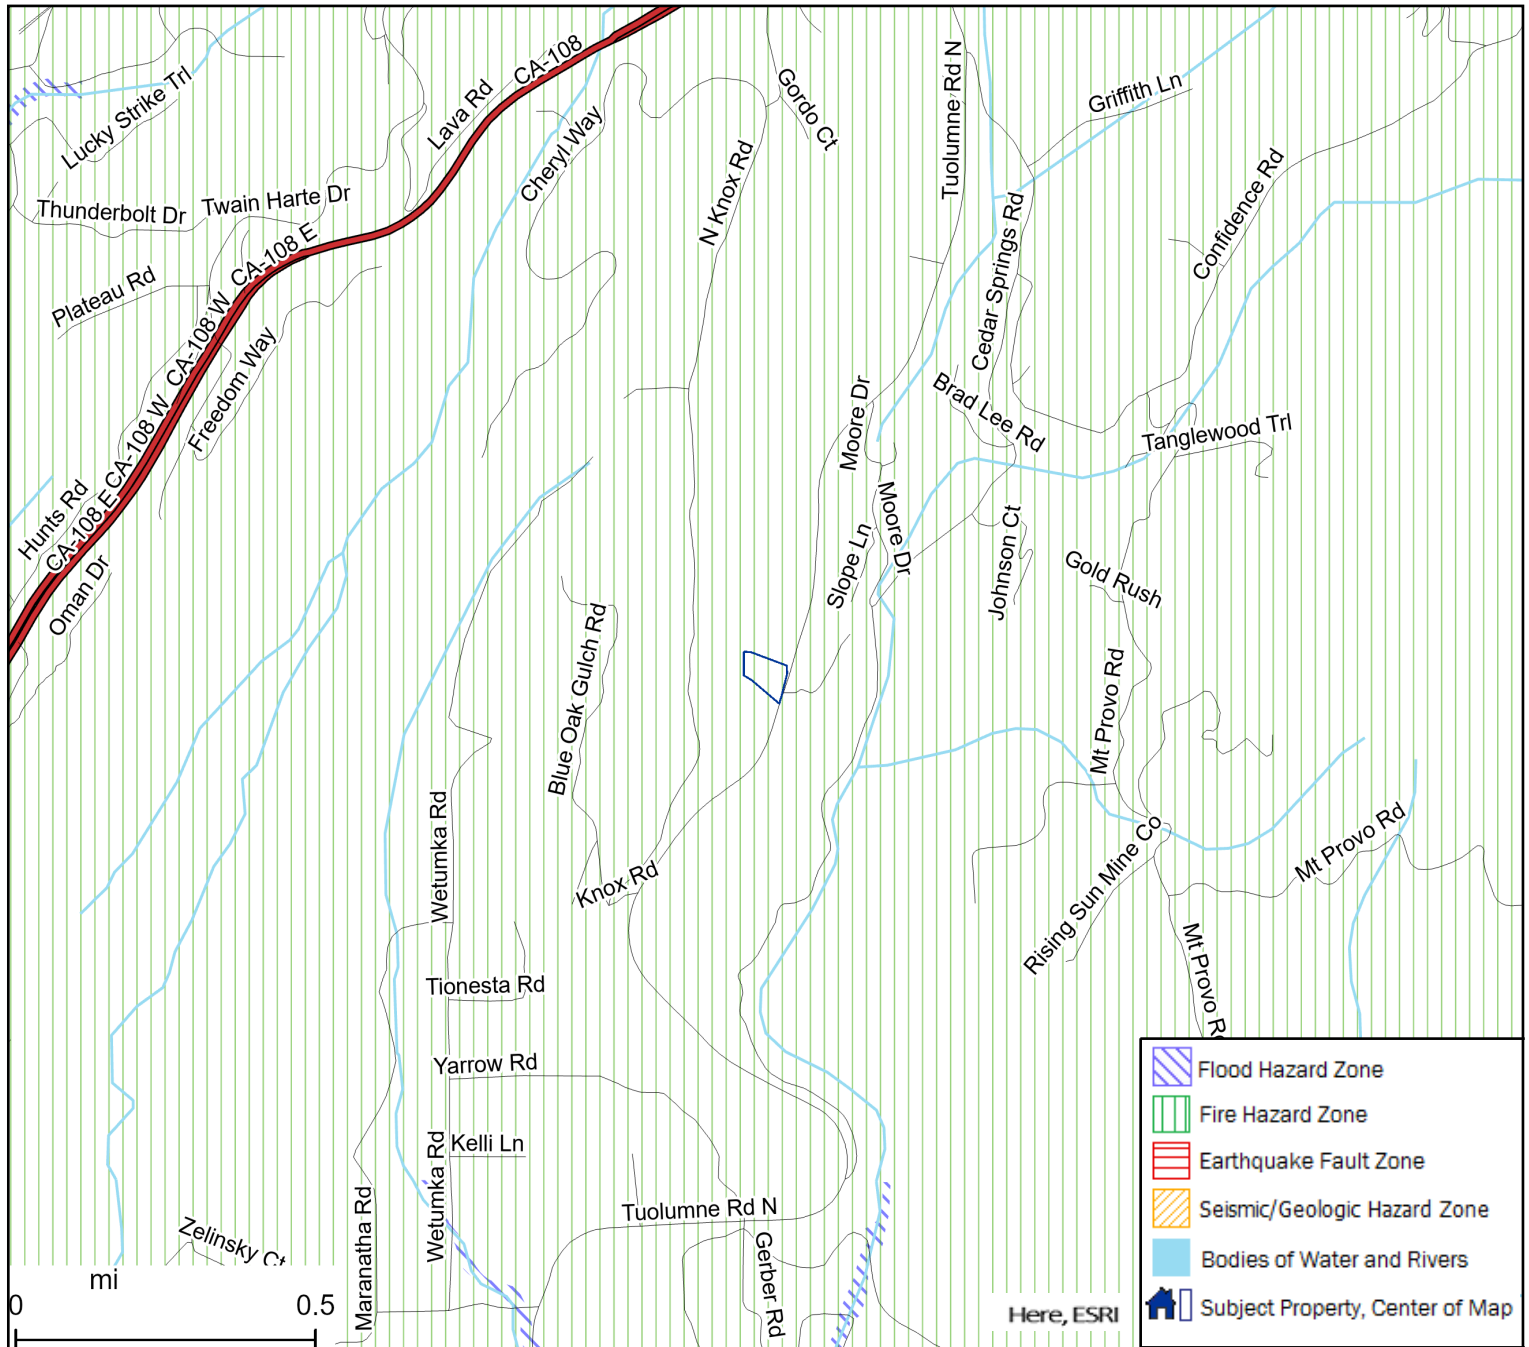 CA-108
Lava Rd
Lucky Strike Trl
Cheryl Way
Gordo Ct
Tuolumne Rd N
Griffith Ln
Thunderbolt Dr
Twain Harte Dr
N Knox Rd
Confidence Rd
CA-108 E
Plateau Rd
CA-108 W
Cedar Springs Rd
Freedom Way
Moore Dr
Brad Lee Rd
Tanglewood Trl
CA-108 W
Hunts Rd
CA-108 E
Moore Dr
Slope Ln
Johnson Ct
Gold Rush
Oman Dr
Blue Oak Gulch Rd
Mt Provo Rd
Wetumka Rd
Knox Rd
Rising Sun Mine Co
Mt Provo Rd
Mt Provo R
Tionesta Rd
Yarrow Rd
Kelli Ln
Wetumka Rd
Maranatha Rd
Tuolumne Rd N
Zelinsky Ct
Gerber Rd
mi
0 0.5
Here, ESRI
Flood Hazard Zone
Fire Hazard Zone
Earthquake Fault Zone
Seismic/Geologic Hazard Zone
Bodies of Water and Rivers
Subject Property, Center of Map